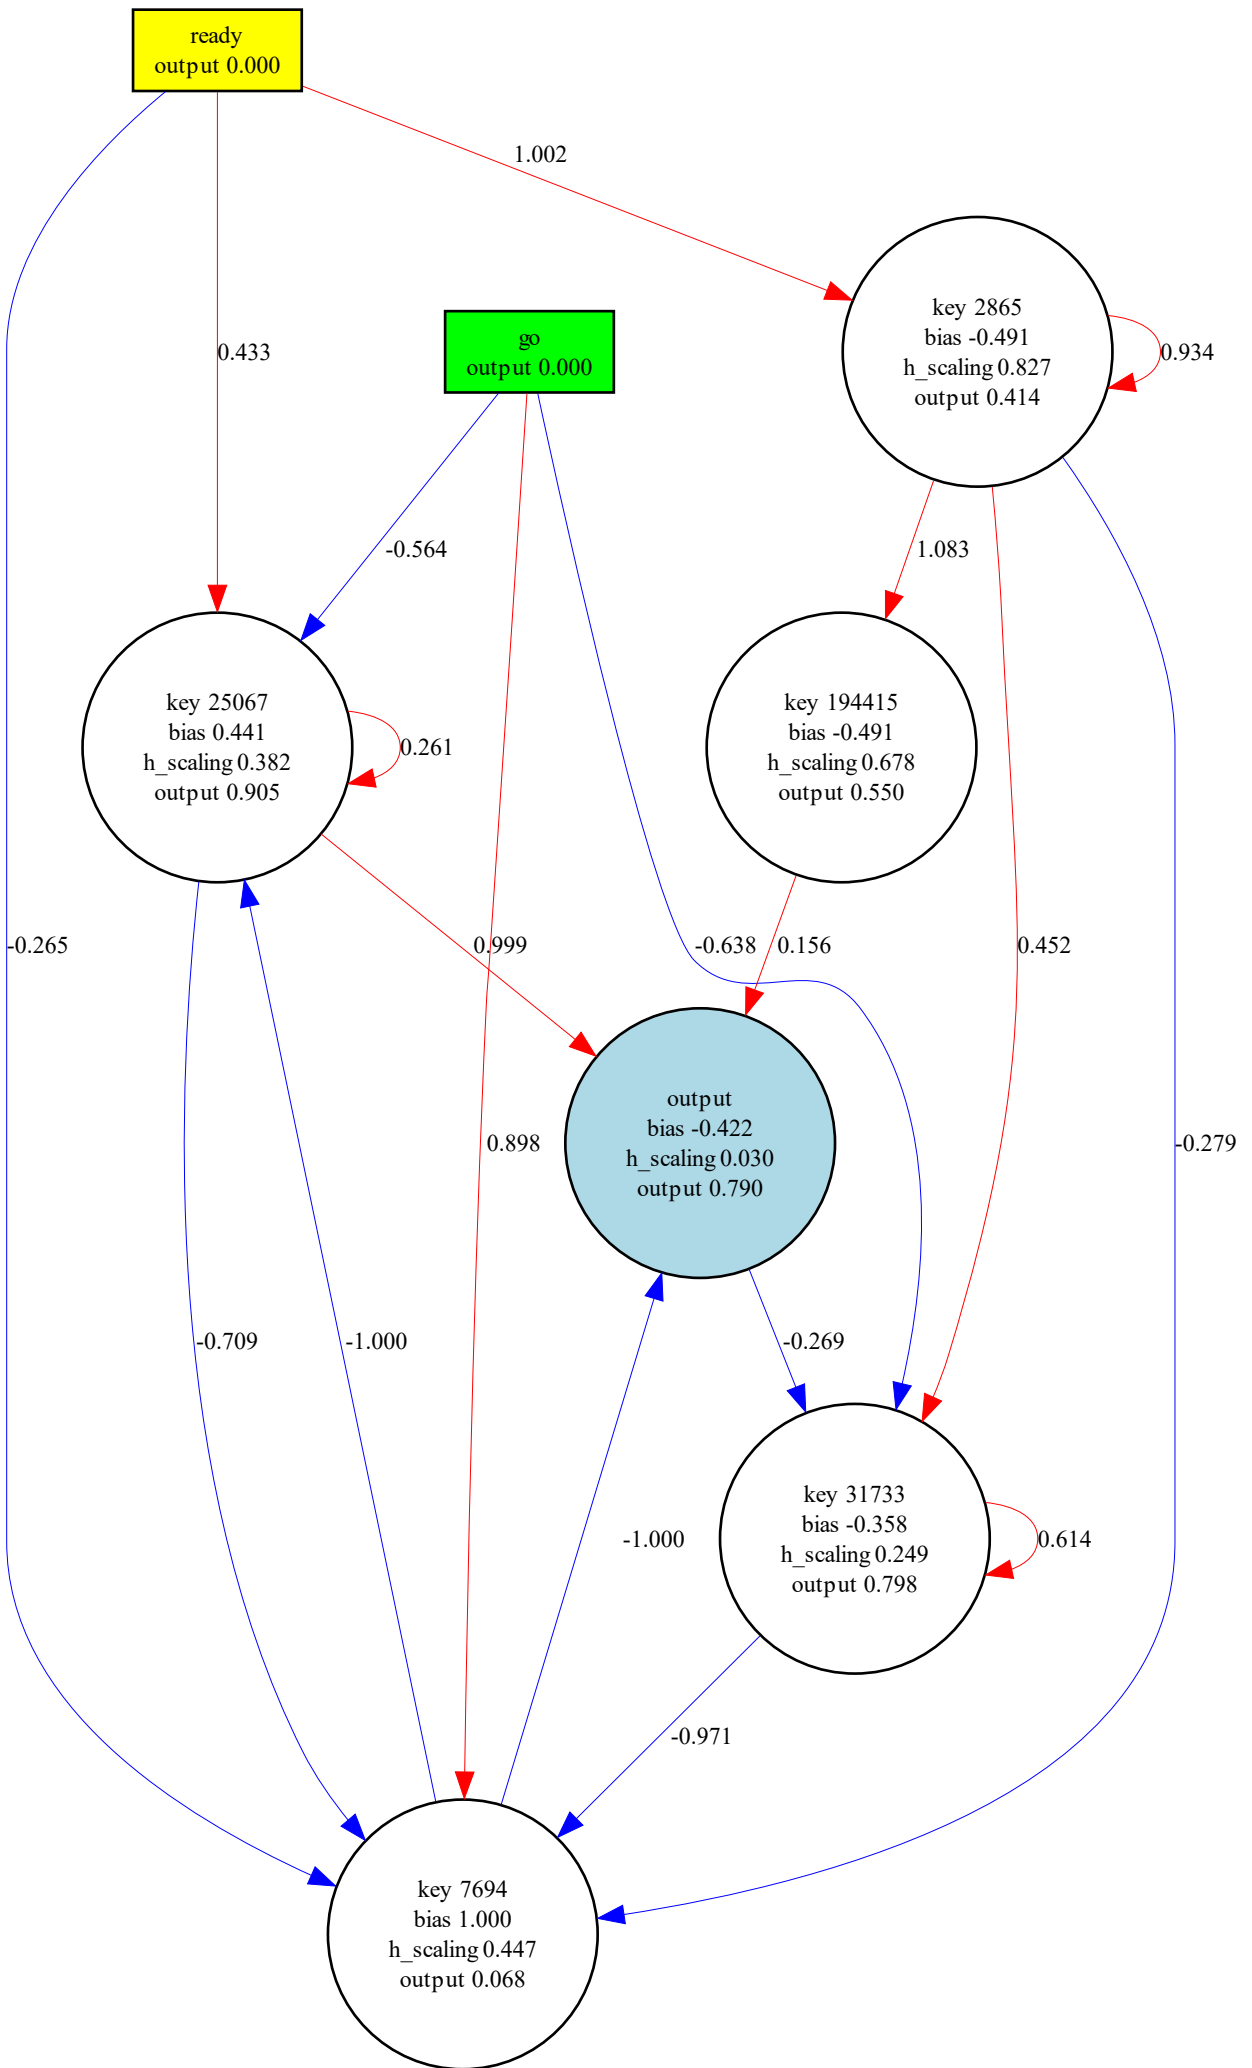 ready
output 0.000
1.002
go
output 0.000
0.433
key 2865
bias -0.491
h_scaling 0.827
output 0.414
0.934
-0.564
1.083
key 25067
bias 0.441
h_scaling 0.382
output 0.905
0.261
key 194415
bias -0.491
h_scaling 0.678
output 0.550
-0.265
0.999
-0.638
0.156
0.452
output
bias -0.422
h_scaling 0.030
output 0.790
0.898
-0.279
-0.709
-1.000
-0.269
-1.000
key 31733
bias -0.358
h_scaling 0.249
output 0.798
0.614
-0.971
key 7694
bias 1.000
h_scaling 0.447
output 0.068